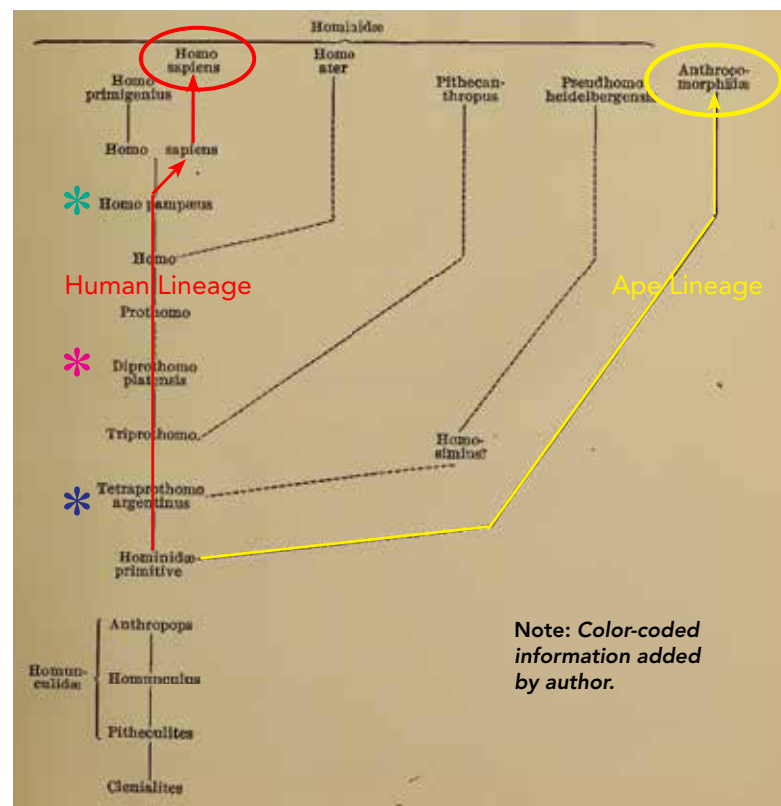 Hominidæ
Homo
sapiens
Homo
ater
Homo
primigenius
Pithecan-
thropus
Pseudhomo
heidelbergensis
Anthropo-
morphidæ
Homo sapiens
* Homo pampæus
Homo
Human Lineage
Ape Lineage
Prothomo
* Diprothomo
platensis
Triprothomo
Homo-
simius?
* Tetraprothomo
argentinus
Hominidæ
primitive
Anthropops
Note: Color-coded
information added
by author.
Homun-
culidæ
Homunculus
Pitheculites
Clenialites